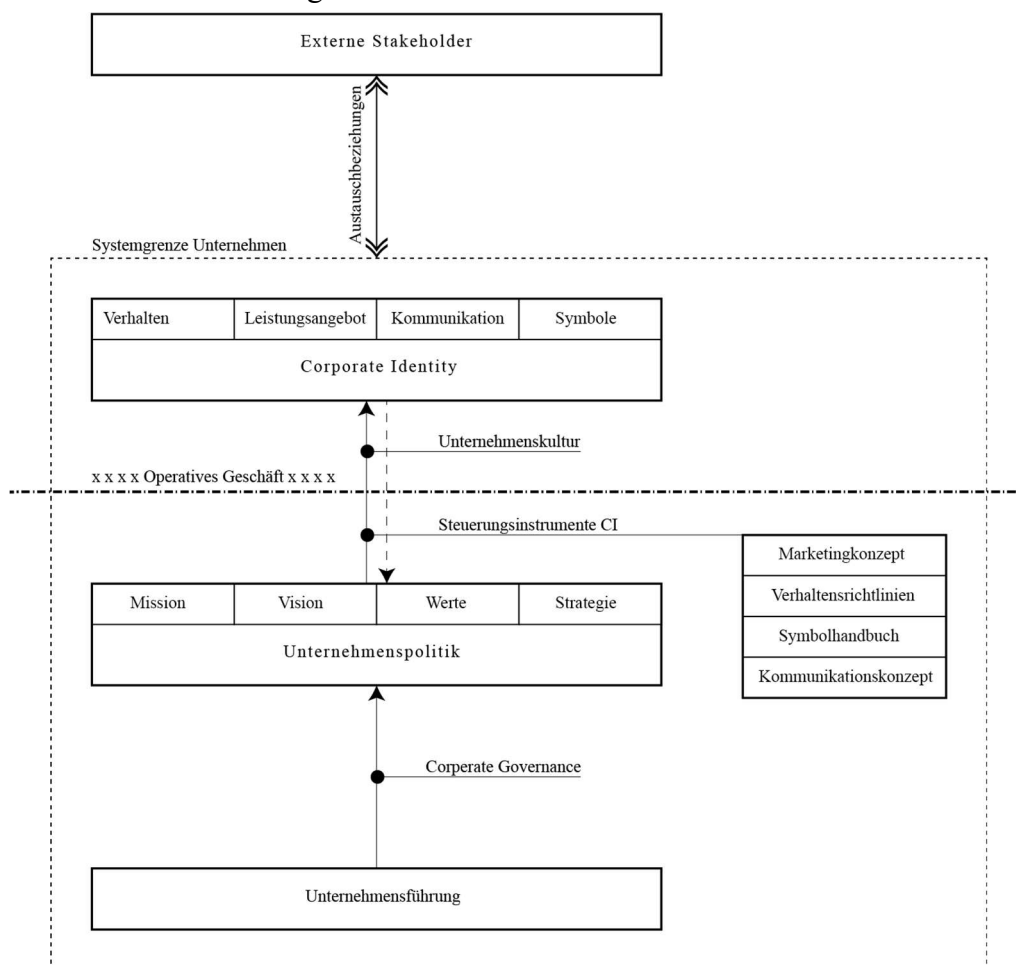 Externe Stakeholder
Austauschbeziehungen
Systemgrenze Unternehmen
Verhalten
Leistungsangebot
Kommunikation
Symbole
Corporate Identity
Unternehmenskultur
x x x x Operatives Geschäft x x x x
Steuerungsinstrumente CI
Marketingkonzept
Verhaltensrichtlinien
Symbolhandbuch
Kommunikationskonzept
Mission
Vision
Werte
Strategie
Unternehmenspolitik
Corperate Governance
Unternehmensführung